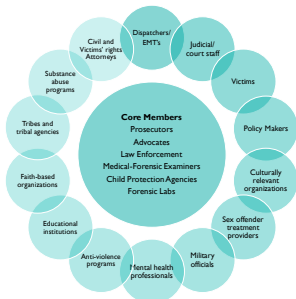 Dispatchers/
EMT's
Judicial/
court staff
Victims
Policy Makers
Culturally
relevant
organizations
Sex offender
treatment
providers
Military
officials
Mental health
professionals
Anti-violence
programs
Educational
institutions
Faith-based
organizations
Tribes and
tribal agencies
Substance
abuse
programs
Civil and
Victims' rights
Attorneys
Core Members
Prosecutors
Advocates
Law Enforcement
Medical-Forensic Examiners
Child Protection Agencies
Forensic Labs